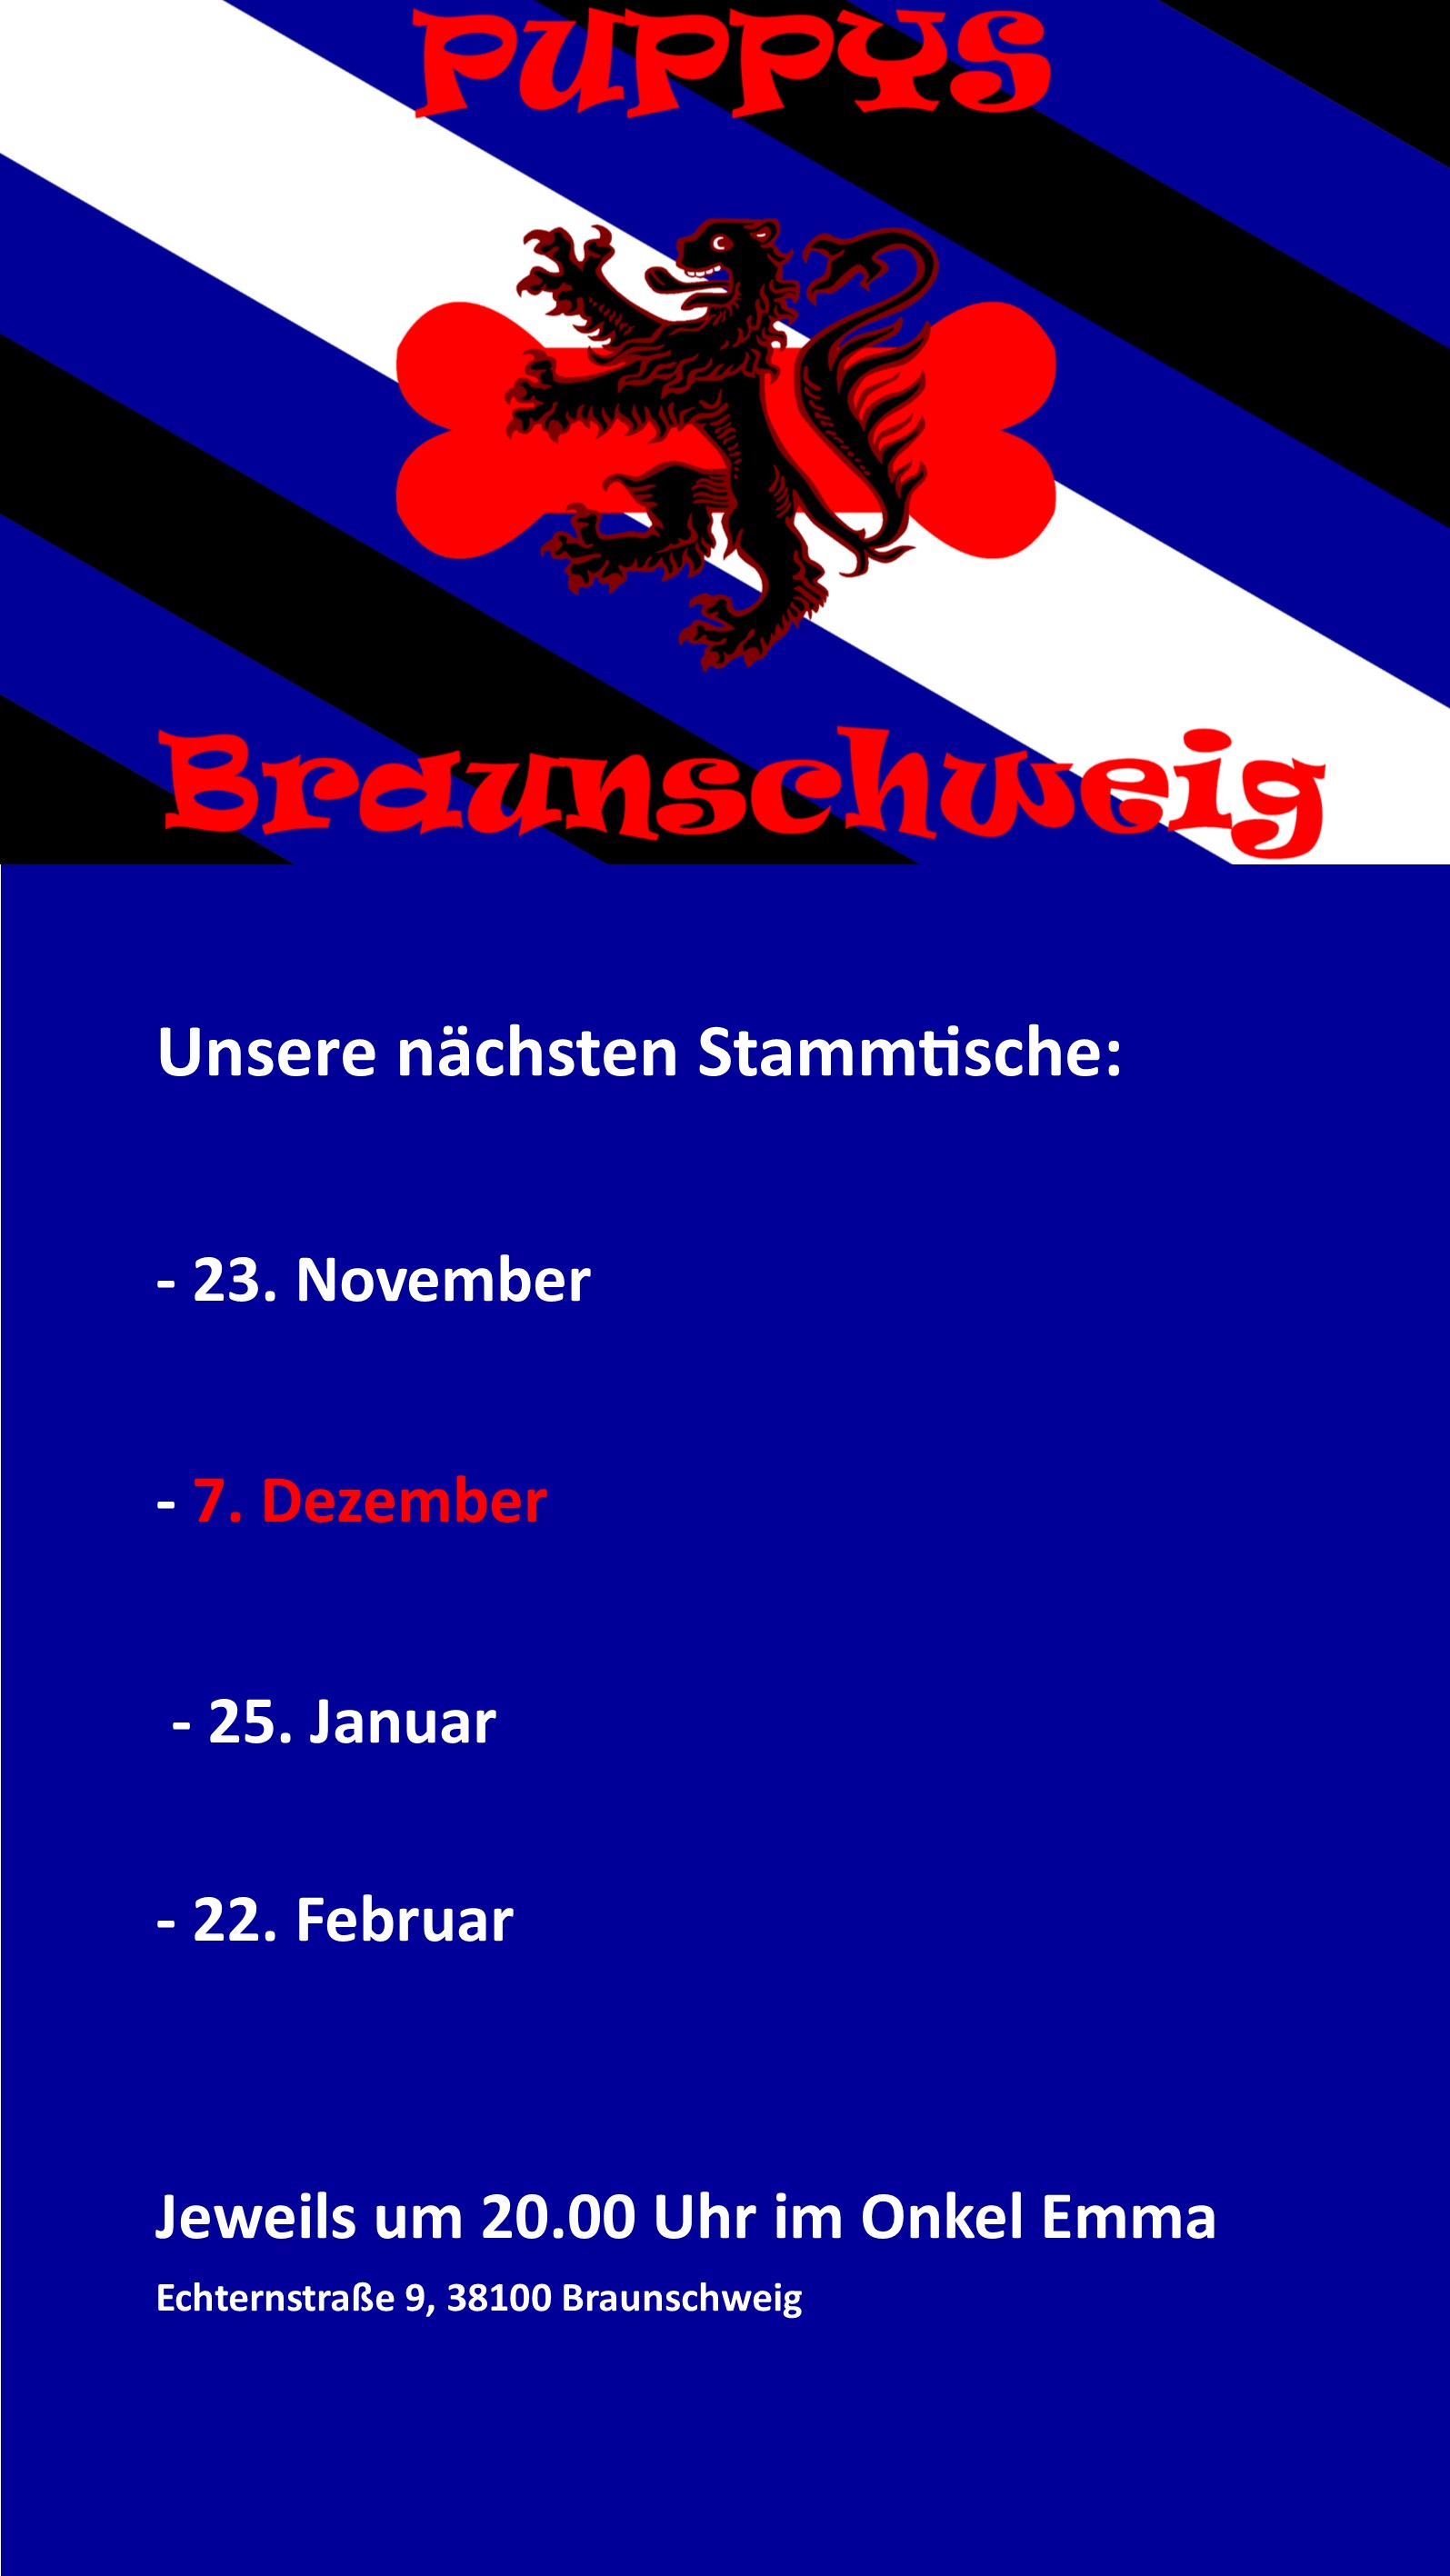 PUPPYS
Braunschweig
Unsere nächsten Stammtische:
- 23. November
- 7. Dezember
- 25. Januar
- 22. Februar
Jeweils um 20.00 Uhr im Onkel Emma
Echternstraße 9, 38100 Braunschweig